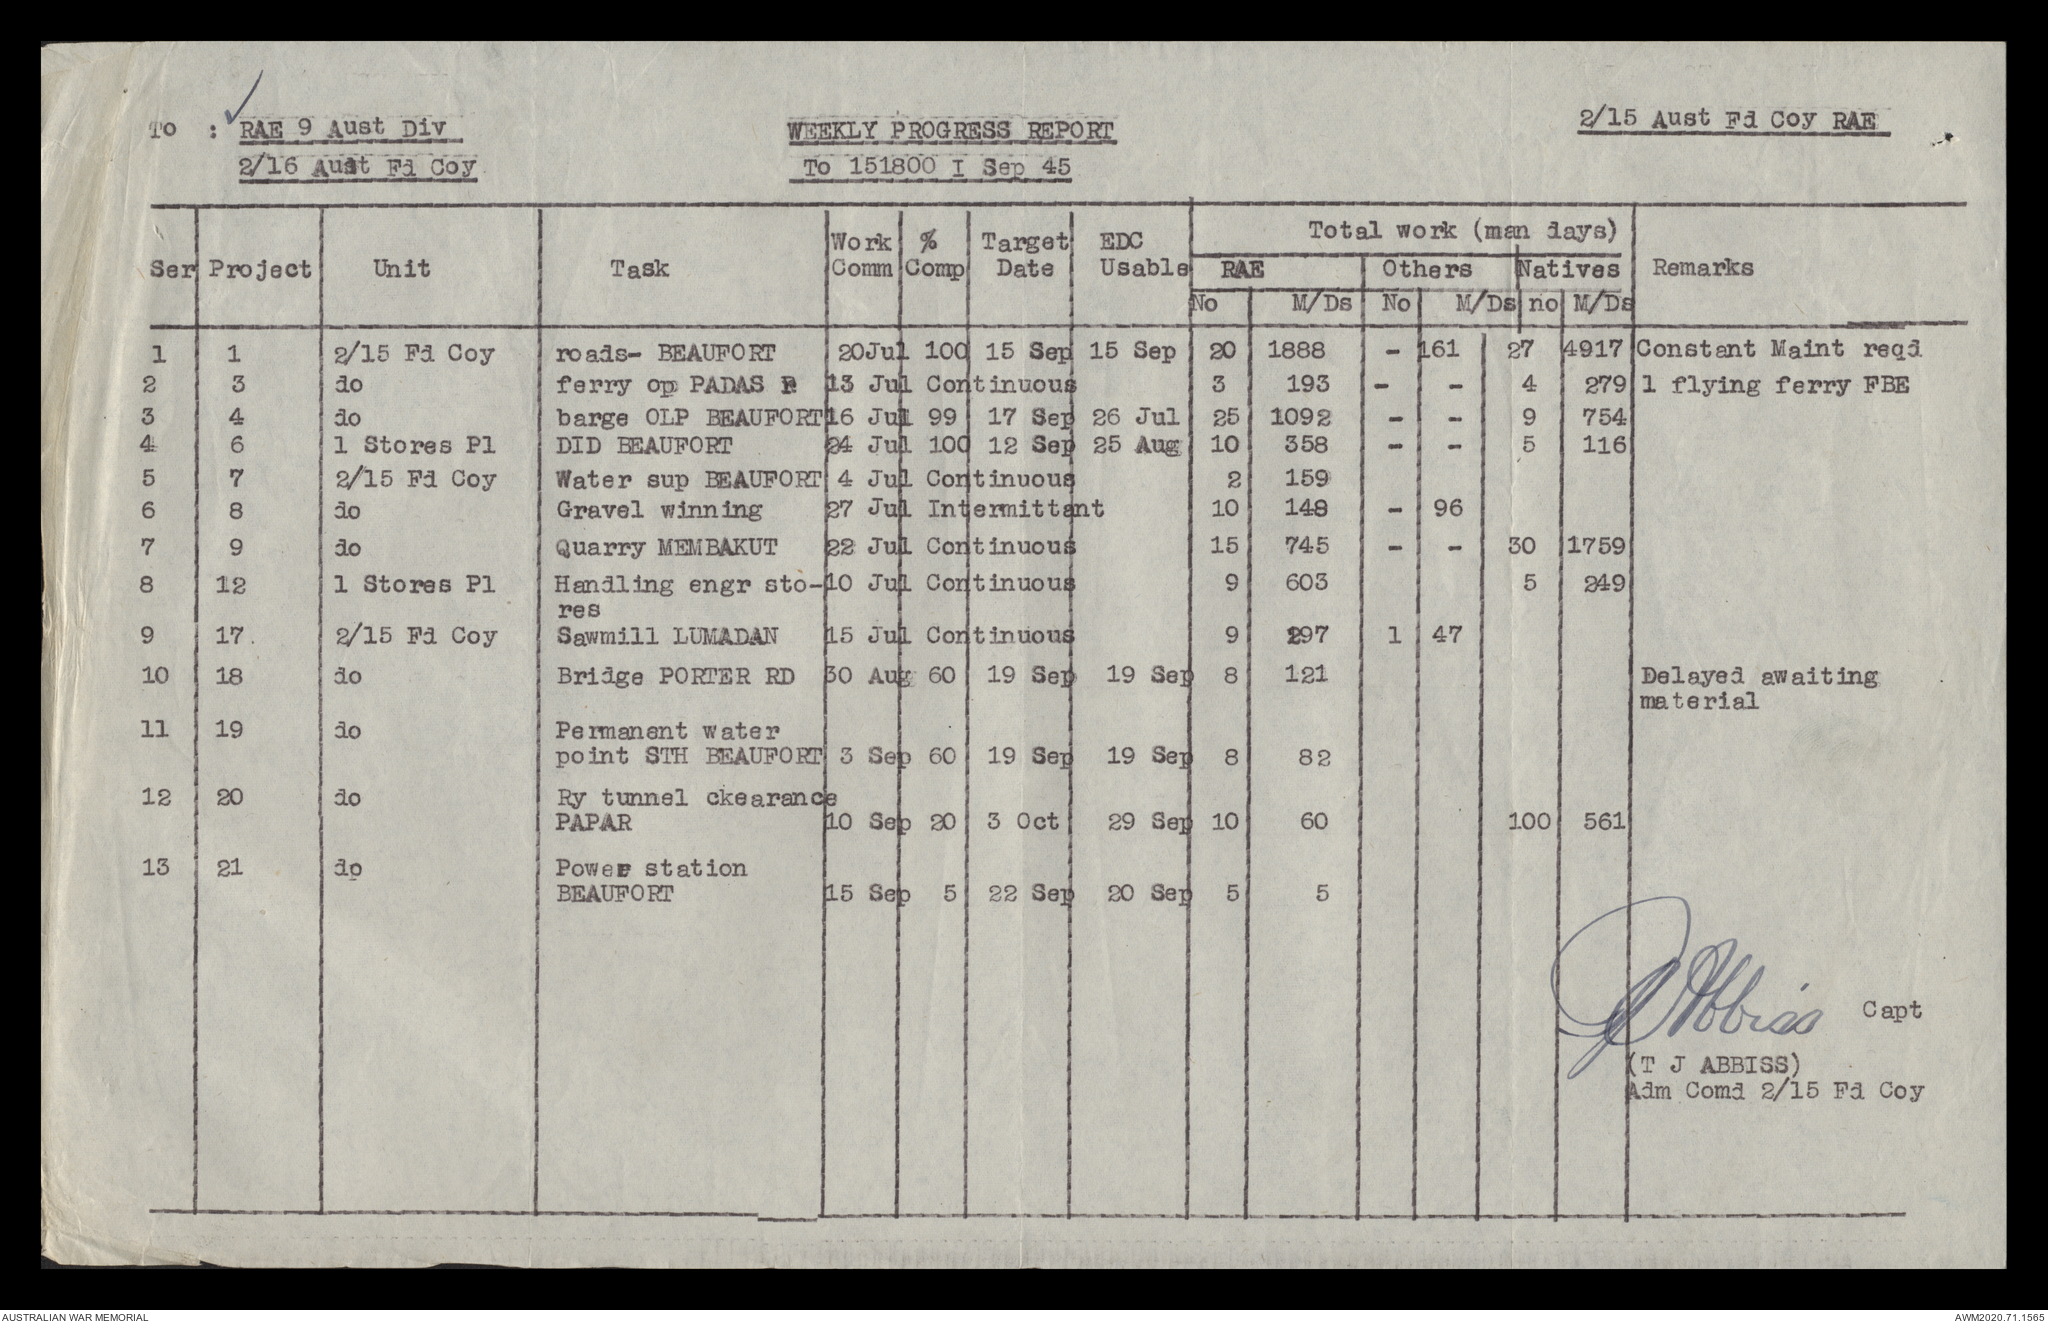 To : RAE 9 Aust Div
2/16 Aust Fd Coy
WEEKLY PROGRESS REPORT
To 151800 I Sep 45
2/15 Aust Fd Coy RAE
Total work (man days)
Work % Target EDC
Ser Project Unit Task Comm Comp Date Usable RAE Others Natives Remarks
No M/Ds No M/Ds no M/Ds
1 1 2/15 Fd Coy roads- BEAUFORT 20Jul 100 15 Sep 15 Sep 20 1888 - 161 27 4917 Constant Maint reqd
2 3 do ferry op PADAS R 13 Jul Continuous 3 193 - - 4 279 1 flying ferry FBE
3 4 do barge OLP BEAUFORT 16 Jul 99 17 Sep 26 Jul 25 1092 - - 9 754
4 6 1 Stores Pl DID BEAUFORT 24 Jul 100 12 Sep 25 Aug 10 358 - - 5 116
5 7 2/15 Fd Coy Water sup BEAUFORT 4 Jul Continuous 2 159
6 8 do Gravel winning 27 Jul Intermittant 10 148 - 96
7 9 do Quarry MEMBAKUT 22 Jul Continuous 15 745 - - 30 1759
8 12 1 Stores Pl Handling engr sto- 10 Jul Continuous 9 603 5 249
res
9 17. 2/15 Fd Coy Sawmill LUMADAN 15 Jul Continuous 9 297 1 47
10 18 do Bridge PORTER RD 30 Aug 60 19 Sep 19 Sep 8 121 Delayed awaiting
material
11 19 do Permanent water
point STH BEAUFORT 3 Sep 60 19 Sep 19 Sep 8 82
12 20 do Ry tunnel ckearance
PAPAR 10 Sep 20 3 Oct 29 Sep 10 60 100 561
13 21 do Power station
BEAUFORT 15 Sep 5 22 Sep 20 Sep 5 5
Abbiss Capt
(T J ABBISS)
Adm Comd 2/15 Fd Coy
AUSTRALIAN WAR MEMORIAL
AWM2020.71.1565